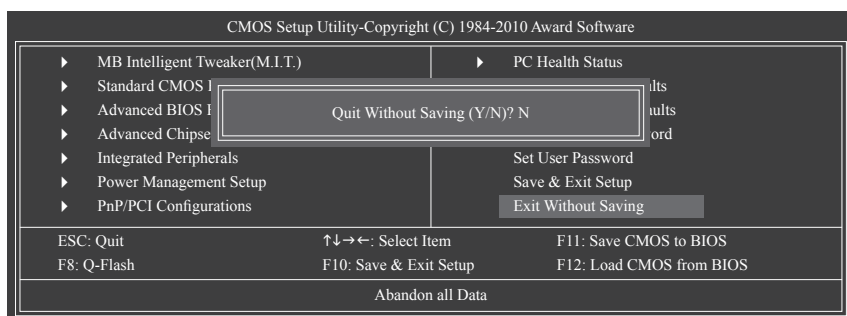 CMOS Setup Utility-Copyright (C) 1984-2010 Award Software
MB Intelligent Tweaker(M.I.T.)
Standard CMOS
Advanced BIOS
Advanced
Integrated Peripherals
Power Management Setup
PnP/PCI Configurations
PC Health Status
Set User Password
Save & Exit Setup
Exit Without Saving
Quit Without Saving (Y/N)? N
ESC: Quit ↑↓→←: Select Item F11: Save CMOS to BIOS
F8: Q-Flash F10: Save & Exit Setup F12: Load CMOS from BIOS
Abandon all Data